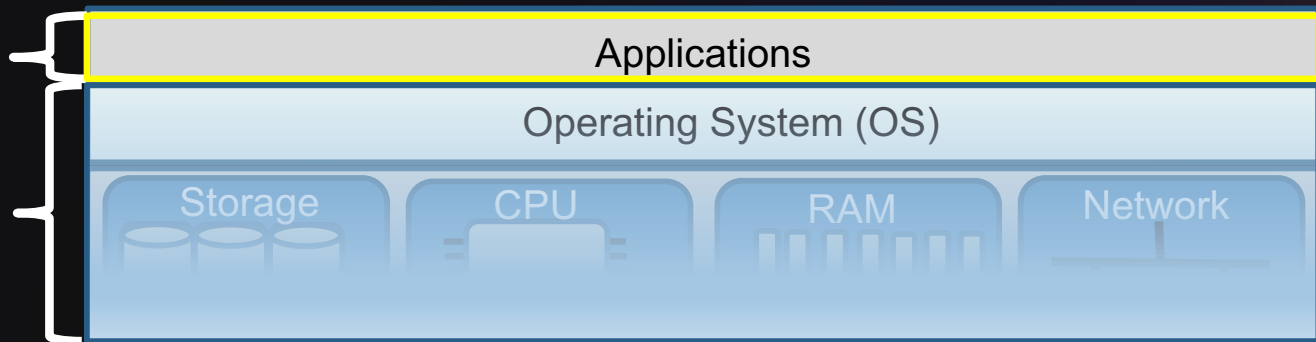 Applications
Operating System (OS)
Storage CPU RAM Network